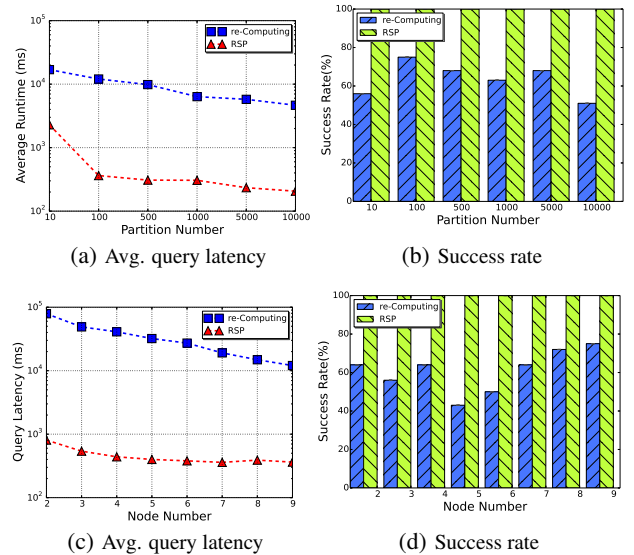 Average Runtime (ms)
10^5
10^4
10^3
10^2
re-Computing
RSP
10 100 500 1000 5000 10000
Partition Number
(a) Avg. query latency
Success Rate(%)
100
80
60
40
20
0
re-Computing
RSP
10 100 500 1000 5000 10000
Partition Number
(b) Success rate
Query Latency (ms)
10^5
10^4
10^3
10^2
re-Computing
RSP
2 3 4 5 6 7 8 9
Node Number
(c) Avg. query latency
Success Rate(%)
100
80
60
40
20
0
re-Computing
RSP
2 3 4 5 6 7 8 9
Node Number
(d) Success rate